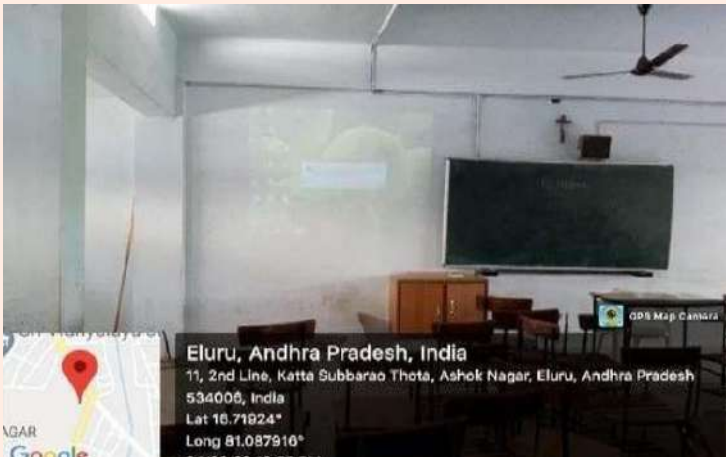 GPS Map Camera
Eluru, Andhra Pradesh, India
11, 2nd Line, Katta Subbarao Thota, Ashok Nagar, Eluru, Andhra Pradesh
534006, India
Lat 16.71924°
Long 81.087916°
Google